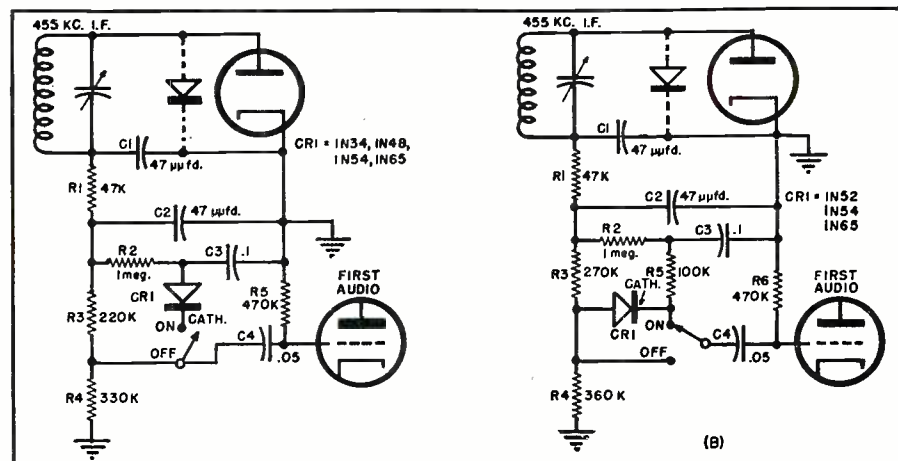 455 KC. I.F.
C1
47 µµfd.
CR1 = 1N34, 1N48,
1N54, 1N65
R1
47K
C2
47 µµfd.
R2
1 meg.
C3
.1
CR1
R5
470K
FIRST
AUDIO
R3
220K
ON
CATH.
OFF
C4
.05
R4
330K
455 KC. I.F.
C1
47 µµfd.
R1
47K
CR1 = 1N52
1N54
1N65
C2
47 µµfd.
R2
1 meg.
C3
.1
R3
270K
CATH.
R5
100K
R6
470K
FIRST
AUDIO
CR1
ON
C4
.05
OFF
R4
360K
(B)